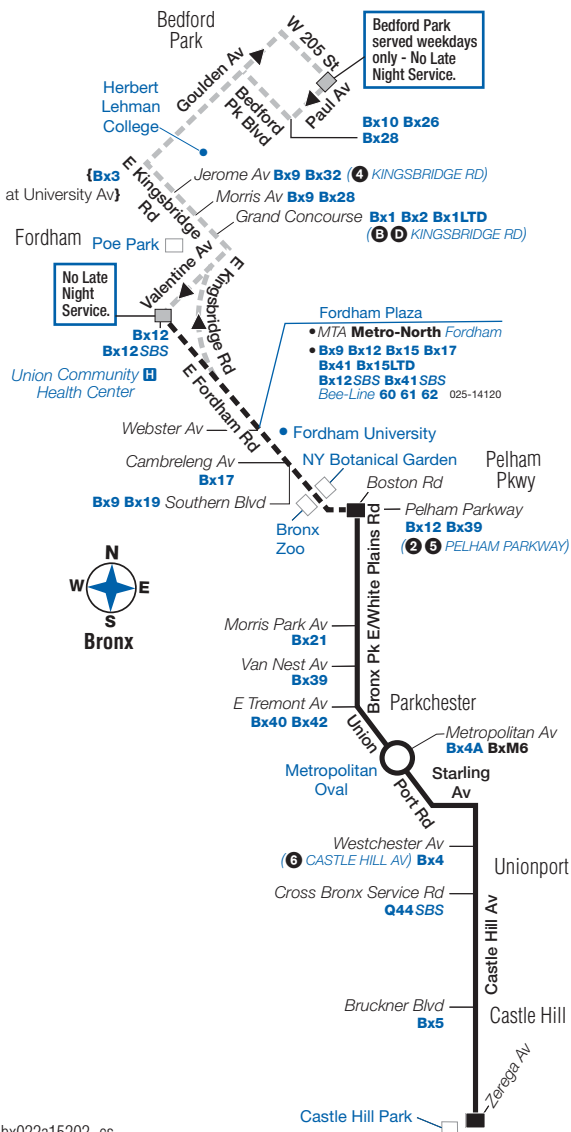 Bedford
Park
W 205 St
Bedford Park
served weekdays
only - No Late
Night Service.
Goulden Av
Bedford
Pk Blvd
Paul Av
Herbert
Lehman
College
Bx10 Bx26
Bx28
{Bx3
at University Av}
E Kingsbridge
Rd
Jerome Av Bx9 Bx32 (4 KINGSBRIDGE RD)
Morris Av Bx9 Bx28
Grand Concourse Bx1 Bx2 Bx1LTD
(B D KINGSBRIDGE RD)
Fordham
Poe Park
Valentine Av
E Kingsbridge Rd
No Late
Night
Service.
Bx12
Bx12SBS
Union Community H
Health Center
E Fordham Rd
Fordham Plaza
• MTA Metro-North Fordham
• Bx9 Bx12 Bx15 Bx17
Bx41 Bx15LTD
Bx12SBS Bx41SBS
Bee-Line 60 61 62 025-14120
Webster Av
Fordham University
Cambreleng Av
Bx17
NY Botanical Garden
Bx9 Bx19 Southern Blvd
Bronx
Zoo
Boston Rd
Pelham
Pkwy
Pelham Parkway
Bx12 Bx39
(2 5 PELHAM PARKWAY)
N
W E
S
Bronx
Bronx Pk E/White Plains Rd
Morris Park Av
Bx21
Van Nest Av
Bx39
E Tremont Av
Bx40 Bx42
Parkchester
Union
Port Rd
Metropolitan Av
Bx4A BxM6
Metropolitan
Oval
Starling
Av
Westchester Av
(6 CASTLE HILL AV) Bx4
Unionport
Cross Bronx Service Rd
Q44SBS
Castle Hill Av
Bruckner Blvd
Bx5
Castle Hill
Zerega Av
Castle Hill Park